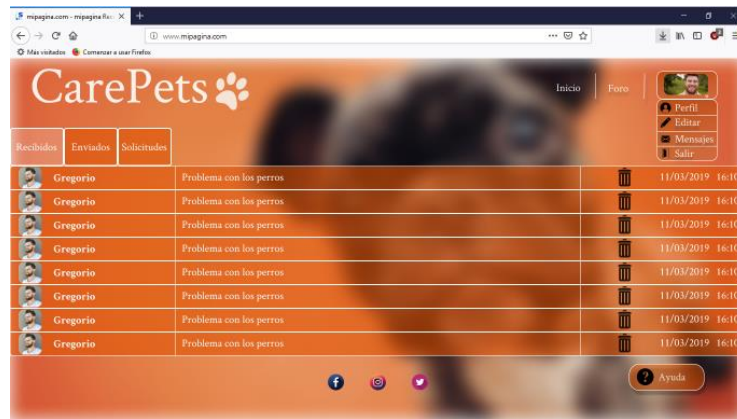 mipagina.com - mipagina Rec
www.mipagina.com
Más visitados Comenzar a usar Firefox
CarePets
Inicio Foro
Perfil
Editar
Mensajes
Salir
Recibidos Enviados Solicitudes
Gregorio Problema con los perros 11/03/2019 16:10
Gregorio Problema con los perros 11/03/2019 16:10
Gregorio Problema con los perros 11/03/2019 16:10
Gregorio Problema con los perros 11/03/2019 16:10
Gregorio Problema con los perros 11/03/2019 16:10
Gregorio Problema con los perros 11/03/2019 16:10
Gregorio Problema con los perros 11/03/2019 16:10
Gregorio Problema con los perros 11/03/2019 16:10
? Ayuda